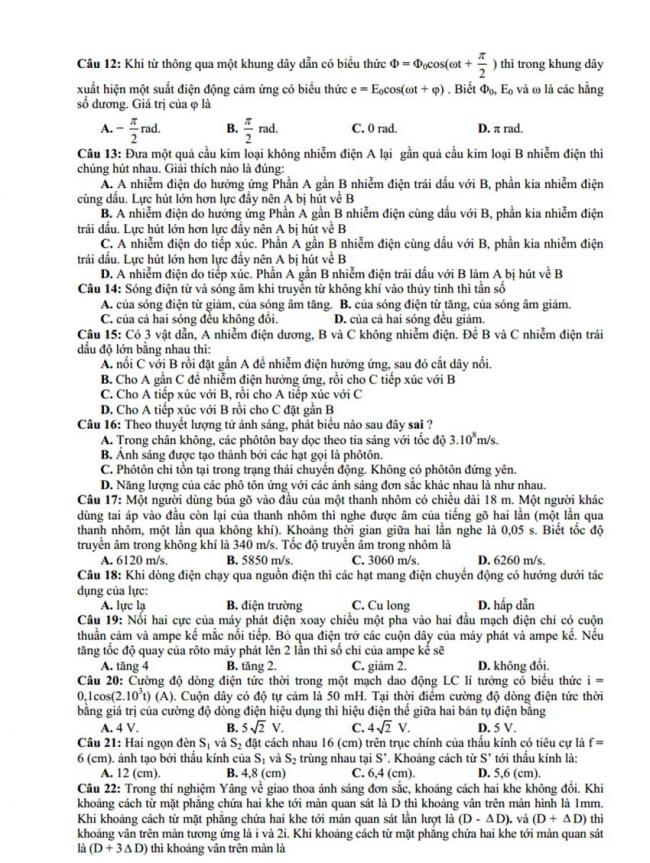 Câu 12: Khi từ thông qua một khung dây dẫn có biểu thức Φ = Φ₀cos(ωt + π/2) thì trong khung dây
xuất hiện một suất điện động cảm ứng có biểu thức e = E₀cos(ωt + φ) . Biết Φ₀, E₀ và ω là các hằng
số dương. Giá trị của φ là
A. − π/2 rad. B. π/2 rad. C. 0 rad. D. π rad.
Câu 13: Đưa một quả cầu kim loại không nhiễm điện A lại gần quả cầu kim loại B nhiễm điện thì
chúng hút nhau. Giải thích nào là đúng:
A. A nhiễm điện do hưởng ứng Phần A gần B nhiễm điện trái dấu với B, phần kia nhiễm điện
cùng dấu. Lực hút lớn hơn lực đẩy nên A bị hút về B
B. A nhiễm điện do hưởng ứng Phần A gần B nhiễm điện cùng dấu với B, phần kia nhiễm điện
trái dấu. Lực hút lớn hơn lực đẩy nên A bị hút về B
C. A nhiễm điện do tiếp xúc. Phần A gần B nhiễm điện cùng dấu với B, phần kia nhiễm điện
trái dấu. Lực hút lớn hơn lực đẩy nên A bị hút về B
D. A nhiễm điện do tiếp xúc. Phần A gần B nhiễm điện trái dấu với B làm A bị hút về B
Câu 14: Sóng điện từ và sóng âm khi truyền từ không khí vào thủy tinh thì tần số
A. của sóng điện từ giảm, của sóng âm tăng. B. của sóng điện từ tăng, của sóng âm giảm.
C. của cả hai sóng đều không đổi. D. của cả hai sóng đều giảm.
Câu 15: Có 3 vật dẫn, A nhiễm điện dương, B và C không nhiễm điện. Để B và C nhiễm điện trái
dấu độ lớn bằng nhau thì:
A. nối C với B rồi đặt gần A để nhiễm điện hưởng ứng, sau đó cắt dây nối.
B. Cho A gần C để nhiễm điện hưởng ứng, rồi cho C tiếp xúc với B
C. Cho A tiếp xúc với B, rồi cho A tiếp xúc với C
D. Cho A tiếp xúc với B rồi cho C đặt gần B
Câu 16: Theo thuyết lượng tử ánh sáng, phát biểu nào sau đây sai ?
A. Trong chân không, các phôtôn bay dọc theo tia sáng với tốc độ 3.10⁸m/s.
B. Ánh sáng được tạo thành bởi các hạt gọi là phôtôn.
C. Phôtôn chỉ tồn tại trong trạng thái chuyển động. Không có phôtôn đứng yên.
D. Năng lượng của các phô tôn ứng với các ánh sáng đơn sắc khác nhau là như nhau.
Câu 17: Một người dùng búa gõ vào đầu của một thanh nhôm có chiều dài 18 m. Một người khác
dùng tai áp vào đầu còn lại của thanh nhôm thì nghe được âm của tiếng gõ hai lần (một lần qua
thanh nhôm, một lần qua không khí). Khoảng thời gian giữa hai lần nghe là 0,05 s. Biết tốc độ
truyền âm trong không khí là 340 m/s. Tốc độ truyền âm trong nhôm là
A. 6120 m/s. B. 5850 m/s. C. 3060 m/s. D. 6260 m/s.
Câu 18: Khi dòng điện chạy qua nguồn điện thì các hạt mang điện chuyển động có hướng dưới tác
dụng của lực:
A. lực lạ B. điện trường C. Cu long D. hấp dẫn
Câu 19: Nối hai cực của máy phát điện xoay chiều một pha vào hai đầu mạch điện chỉ có cuộn
thuần cảm và ampe kế mắc nối tiếp. Bỏ qua điện trở các cuộn dây của máy phát và ampe kế. Nếu
tăng tốc độ quay của rôto máy phát lên 2 lần thì số chỉ của ampe kế sẽ
A. tăng 4 B. tăng 2. C. giảm 2. D. không đổi.
Câu 20: Cường độ dòng điện tức thời trong một mạch dao động LC lí tưởng có biểu thức i =
0,1cos(2.10³t) (A). Cuộn dây có độ tự cảm là 50 mH. Tại thời điểm cường độ dòng điện tức thời
bằng giá trị của cường độ dòng điện hiệu dụng thì hiệu điện thế giữa hai bản tụ điện bằng
A. 4 V. B. 5√2 V. C. 4√2 V. D. 5 V.
Câu 21: Hai ngọn đèn S₁ và S₂ đặt cách nhau 16 (cm) trên trục chính của thấu kính có tiêu cự là f =
6 (cm). ảnh tạo bởi thấu kính của S₁ và S₂ trùng nhau tại S’. Khoảng cách từ S’ tới thấu kính là:
A. 12 (cm). B. 4,8 (cm) C. 6,4 (cm). D. 5,6 (cm).
Câu 22: Trong thí nghiệm Yâng về giao thoa ánh sáng đơn sắc, khoảng cách hai khe không đổi. Khi
khoảng cách từ mặt phẳng chứa hai khe tới màn quan sát là D thì khoảng vân trên màn hình là 1mm.
Khi khoảng cách từ mặt phẳng chứa hai khe tới màn quan sát lần lượt là (D - ΔD). và (D + ΔD) thì
khoảng vân trên màn tương ứng là i và 2i. Khi khoảng cách từ mặt phẳng chứa hai khe tới màn quan sát
là (D + 3ΔD) thì khoảng vân trên màn là